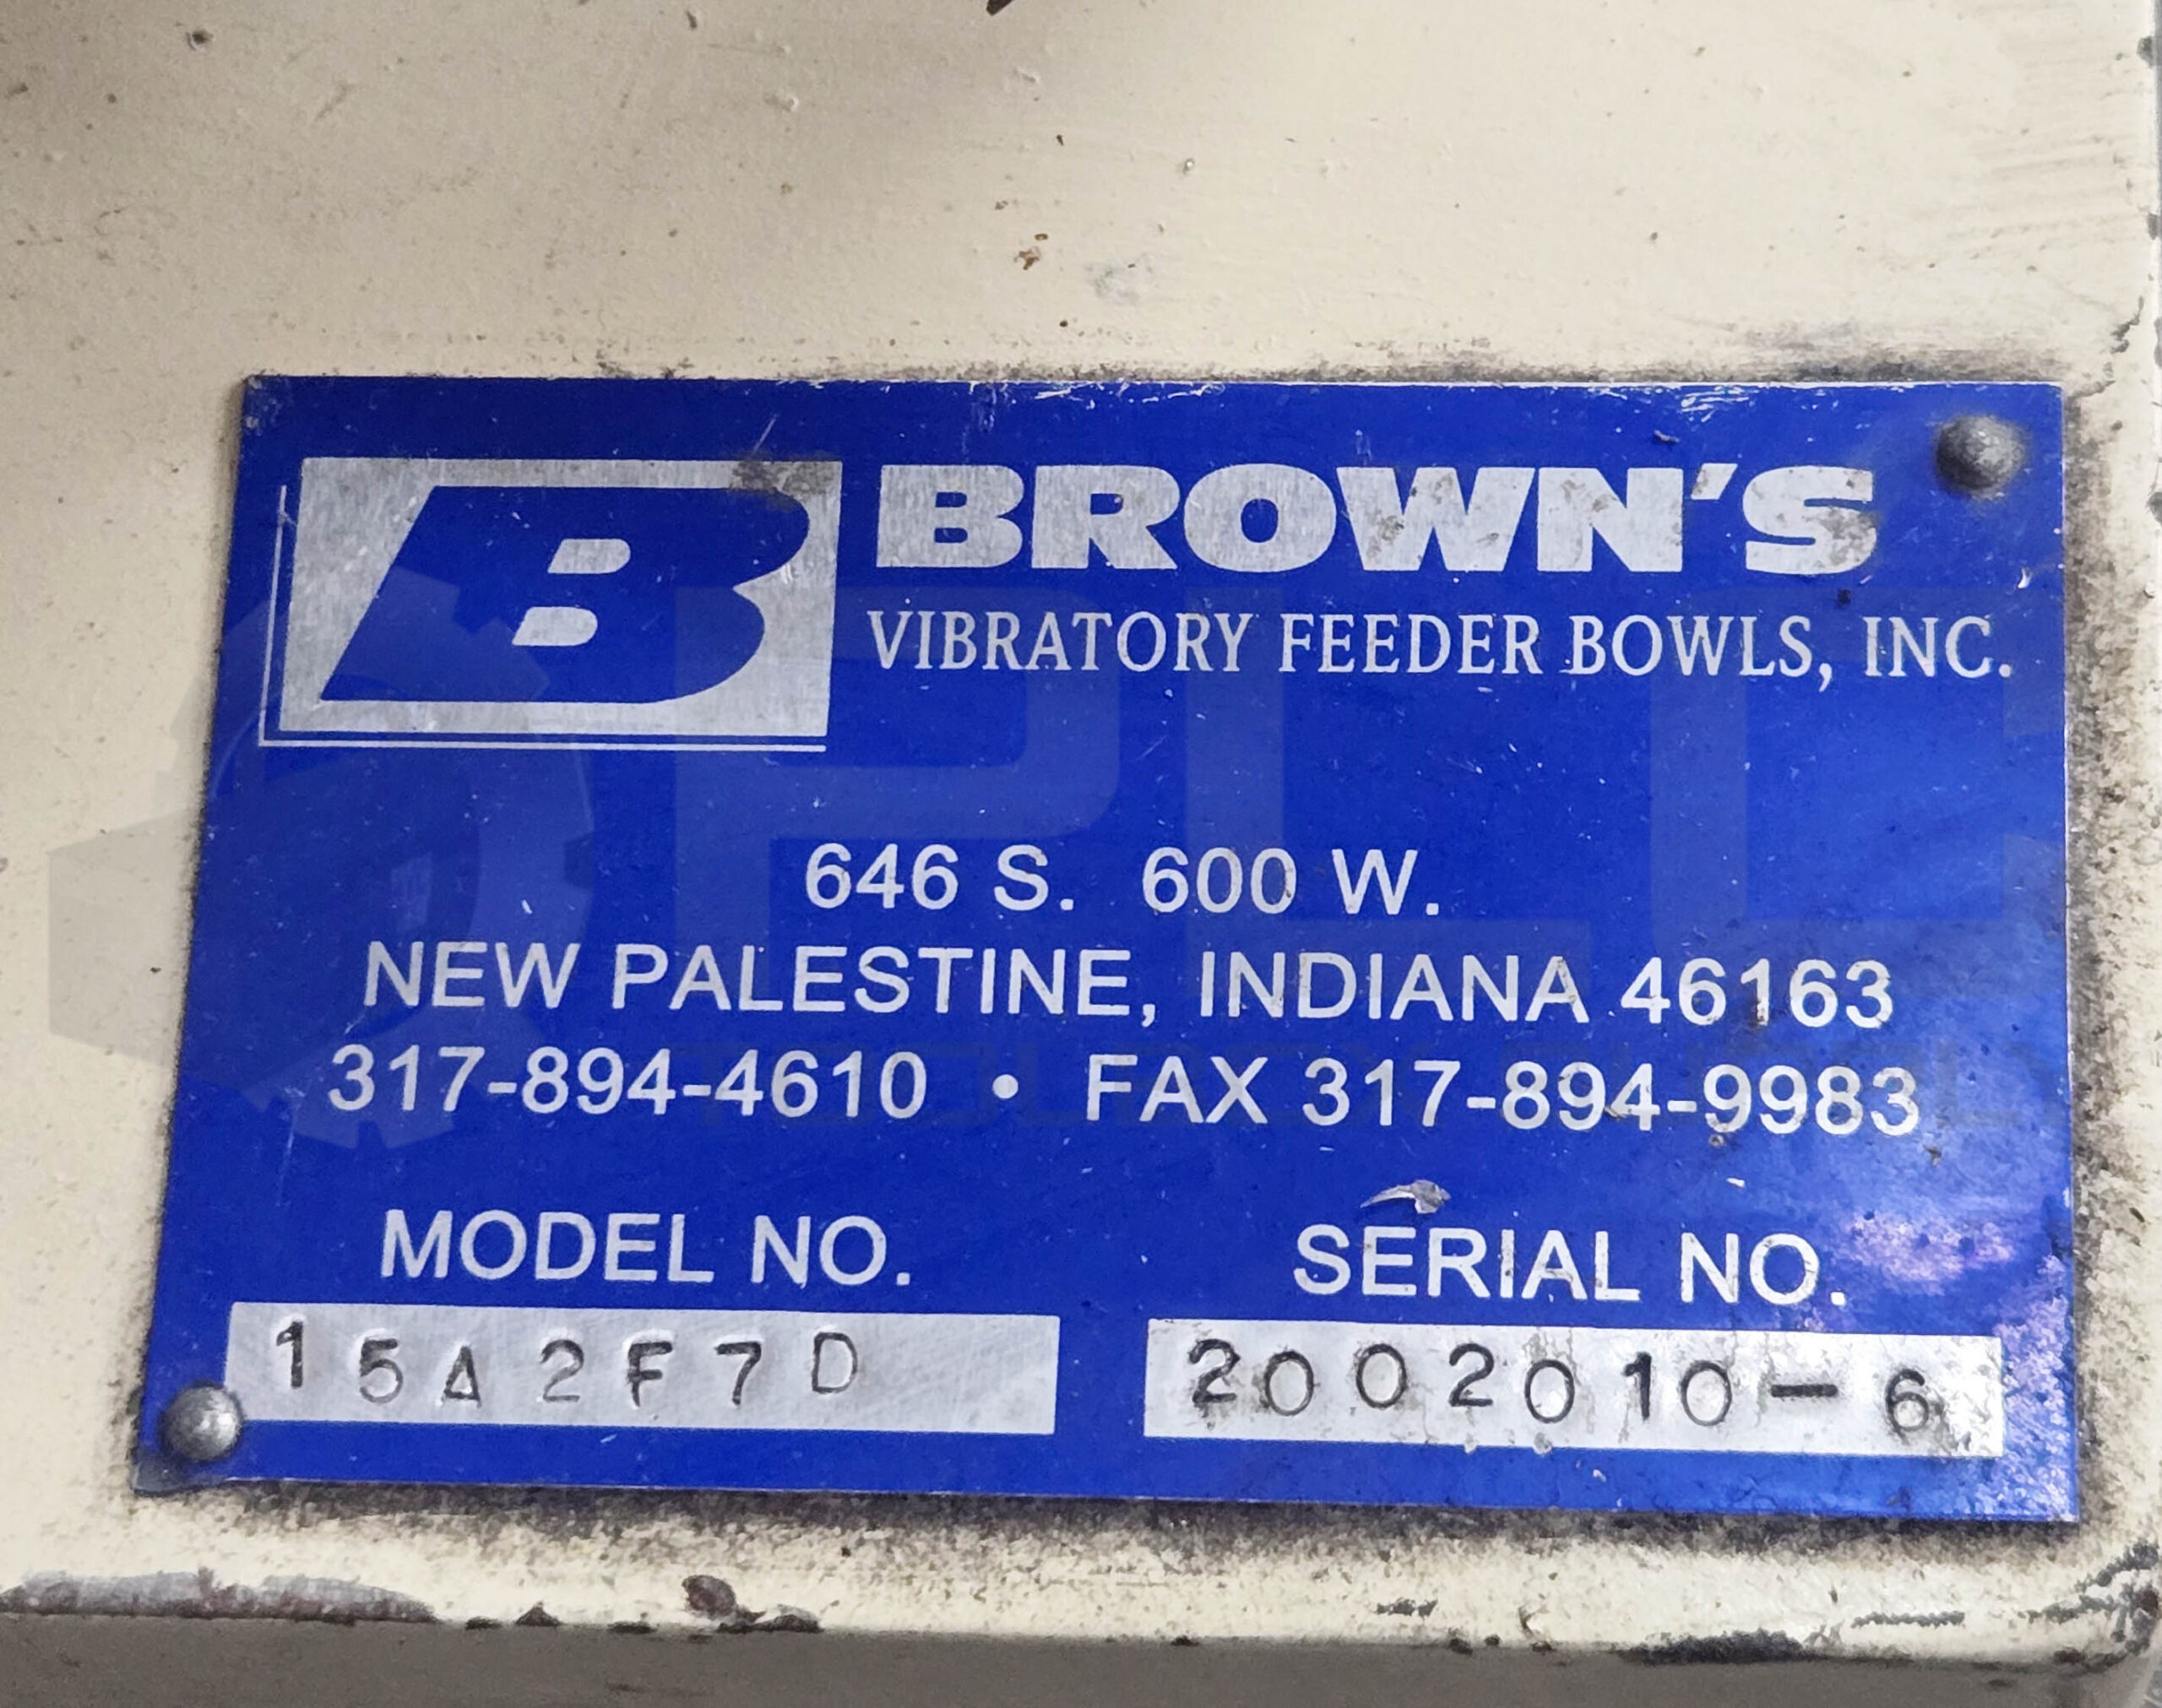 B BROWN'S
VIBRATORY FEEDER BOWLS, INC.
646 S. 600 W.
NEW PALESTINE, INDIANA 46163
317-894-4610 • FAX 317-894-9983
MODEL NO. SERIAL NO.
15A2F7D 2002010-6
PLC